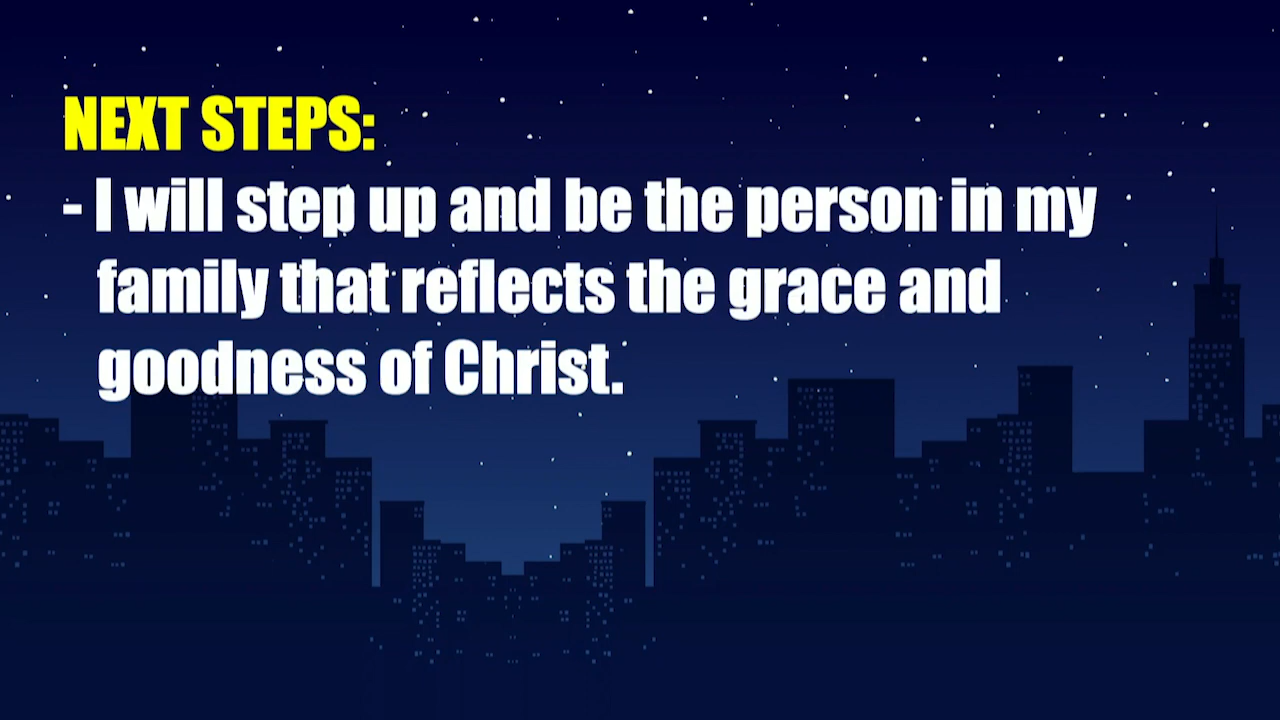 NEXT STEPS:
- I will step up and be the person in my
family that reflects the grace and
goodness of Christ.